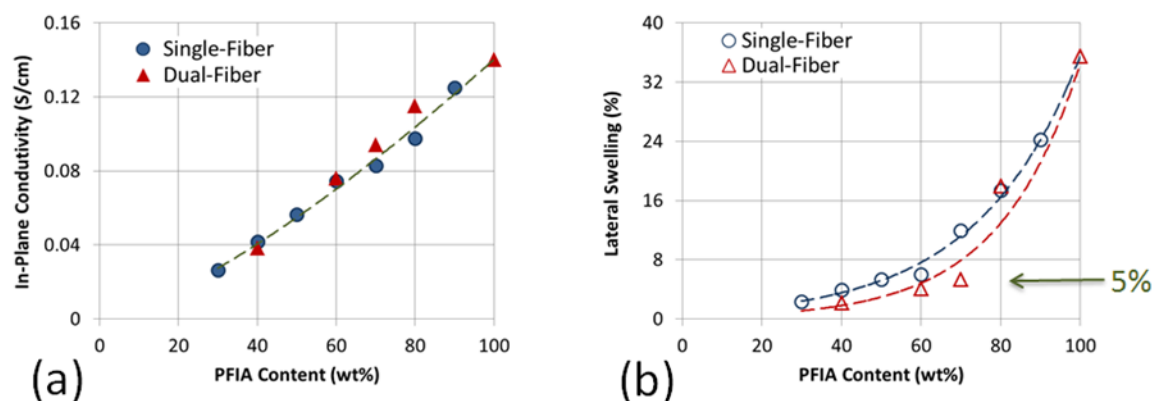 In-Plane Condutivity (S/cm)
0.16
0.12
0.08
0.04
0
Single-Fiber
Dual-Fiber
0 20 40 60 80 100
PFIA Content (wt%)
(a)
Lateral Swelling (%)
40
32
24
16
8
0
Single-Fiber
Dual-Fiber
5%
0 20 40 60 80 100
PFIA Content (wt%)
(b)